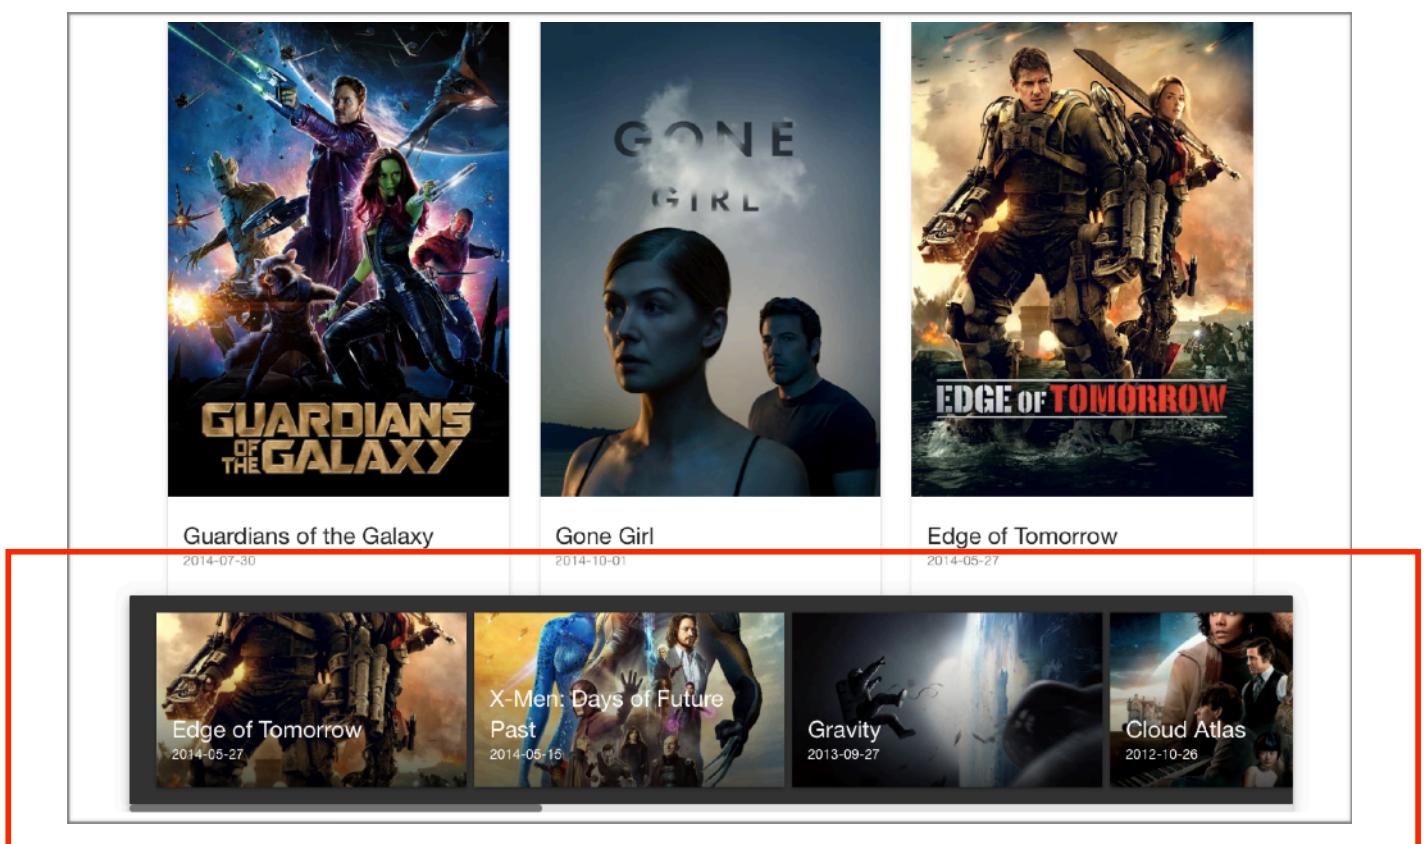 GONE
GIRL
GUARDIANS
OF
THE GALAXY
EDGE OF TOMORROW
Guardians of the Galaxy
2014-07-30
Gone Girl
2014-10-01
Edge of Tomorrow
2014-05-27
Edge of Tomorrow
2014-05-27
X-Men: Days of Future
Past
2014-05-15
Gravity
2013-09-27
Cloud Atlas
2012-10-26